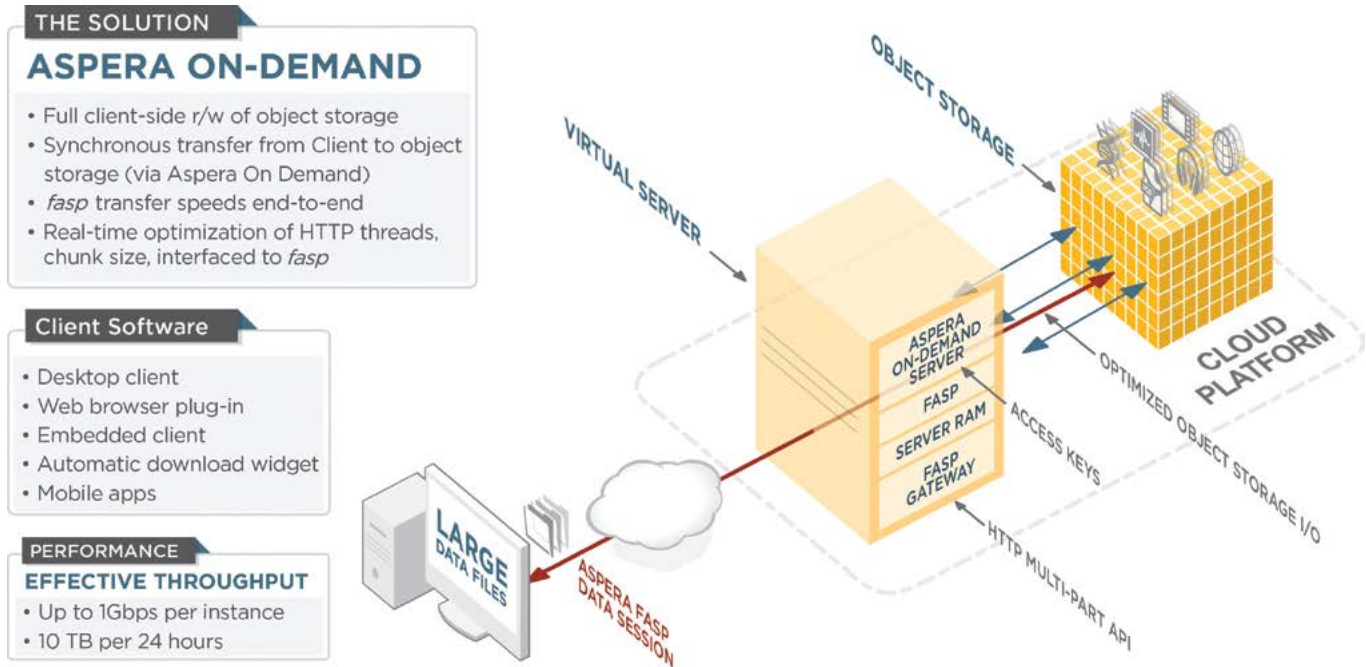 THE SOLUTION
ASPERA ON-DEMAND
• Full client-side r/w of object storage
• Synchronous transfer from Client to object
storage (via Aspera On Demand)
• fasp transfer speeds end-to-end
• Real-time optimization of HTTP threads,
chunk size, interfaced to fasp
Client Software
• Desktop client
• Web browser plug-in
• Embedded client
• Automatic download widget
• Mobile apps
PERFORMANCE
EFFECTIVE THROUGHPUT
• Up to 1Gbps per instance
• 10 TB per 24 hours
LARGE
DATA FILES
ASPERA FASP
DATA SESSION
VIRTUAL SERVER
OBJECT STORAGE
ASPERA
ON-DEMAND
SERVER
FASP
SERVER RAM
FASP
GATEWAY
CLOUD
PLATFORM
OPTIMIZED OBJECT STORAGE I/O
ACCESS KEYS
HTTP MULTI-PART API